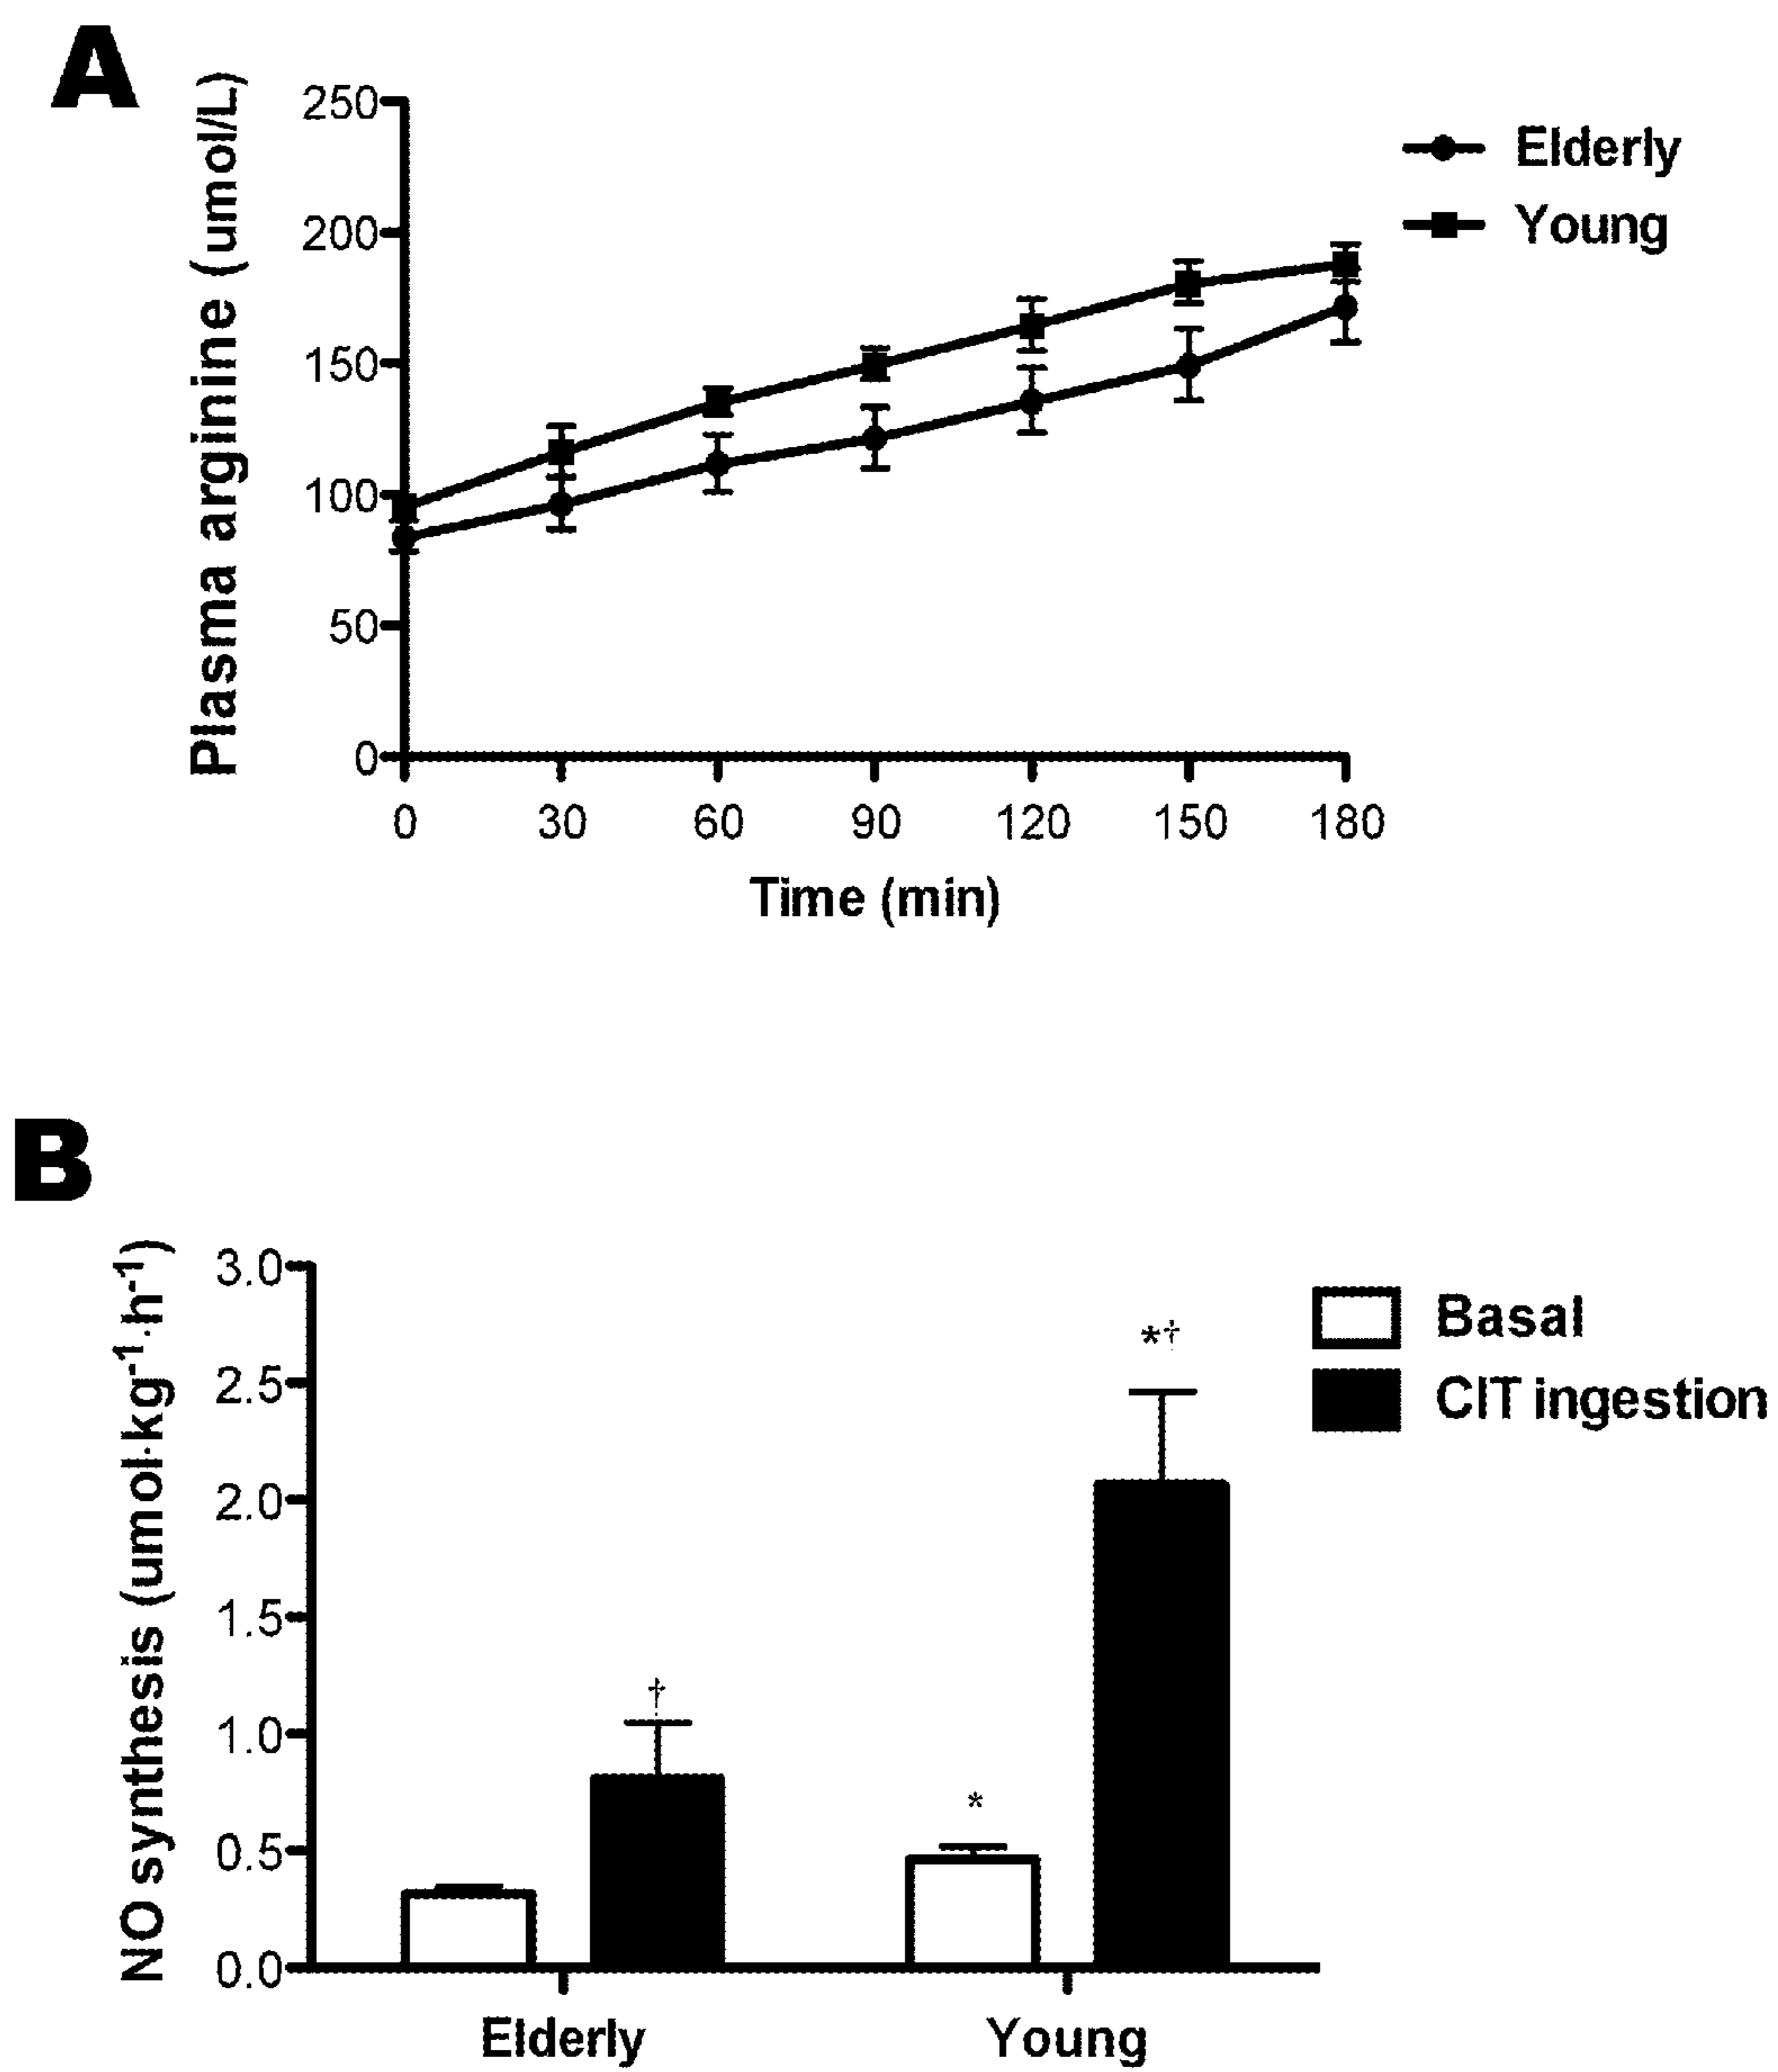 A
Plasma arginine (umol/L)
250
200
150
100
50
0
0 30 60 90 120 150 180
Time (min)
Elderly
Young
B
NO synthesis (umol·kg⁻¹·h⁻¹)
3.0
2.5
2.0
1.5
1.0
0.5
0.0
†
*
*†
Elderly Young
Basal
CIT ingestion